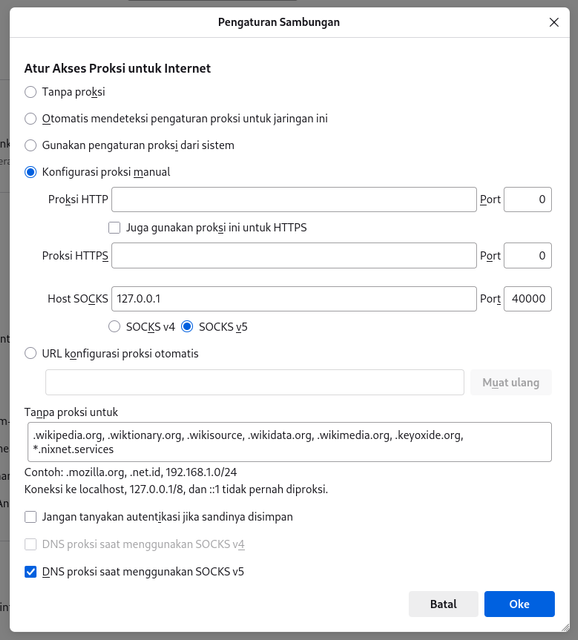 Pengaturan Sambungan
Atur Akses Proksi untuk Internet
Tanpa proksi
Otomatis mendeteksi pengaturan proksi untuk jaringan ini
Gunakan pengaturan proksi dari sistem
Konfigurasi proksi manual
Proksi HTTP Port 0
Juga gunakan proksi ini untuk HTTPS
Proksi HTTPS Port 0
Host SOCKS 127.0.0.1 Port 40000
SOCKS v4 SOCKS v5
URL konfigurasi proksi otomatis
Muat ulang
Tanpa proksi untuk
.wikipedia.org, .wiktionary.org, .wikisource, .wikidata.org, .wikimedia.org, .keyoxide.org,
*.nixnet.services
Contoh: .mozilla.org, .net.id, 192.168.1.0/24
Koneksi ke localhost, 127.0.0.1/8, dan ::1 tidak pernah diproksi.
Jangan tanyakan autentikasi jika sandinya disimpan
DNS proksi saat menggunakan SOCKS v4
DNS proksi saat menggunakan SOCKS v5
Batal Oke